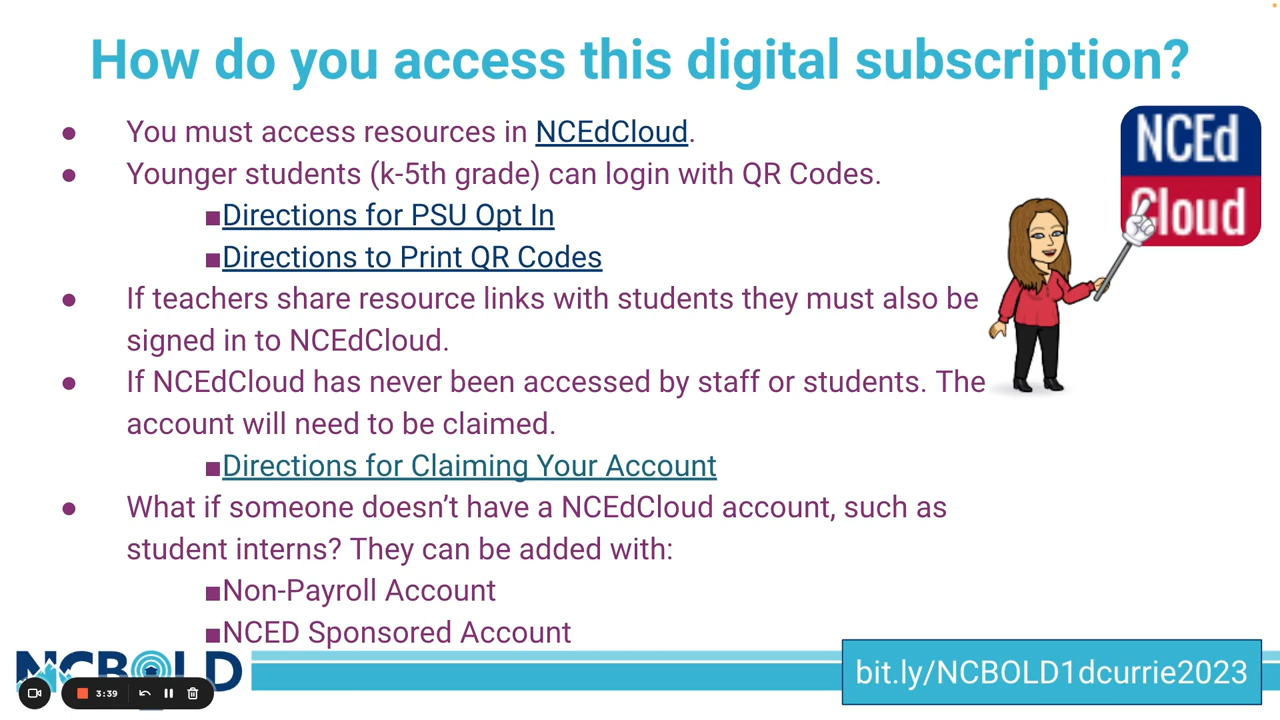 How do you access this digital subscription?
● You must access resources in NCEdCloud.
● Younger students (k-5th grade) can login with QR Codes.
■Directions for PSU Opt In
■Directions to Print QR Codes
● If teachers share resource links with students they must also be
signed in to NCEdCloud.
● If NCEdCloud has never been accessed by staff or students. The
account will need to be claimed.
■Directions for Claiming Your Account
● What if someone doesn’t have a NCEdCloud account, such as
student interns? They can be added with:
■Non-Payroll Account
■NCED Sponsored Account
NCEd
Cloud
NCBOLD
3:39
bit.ly/NCBOLD1dcurrie2023